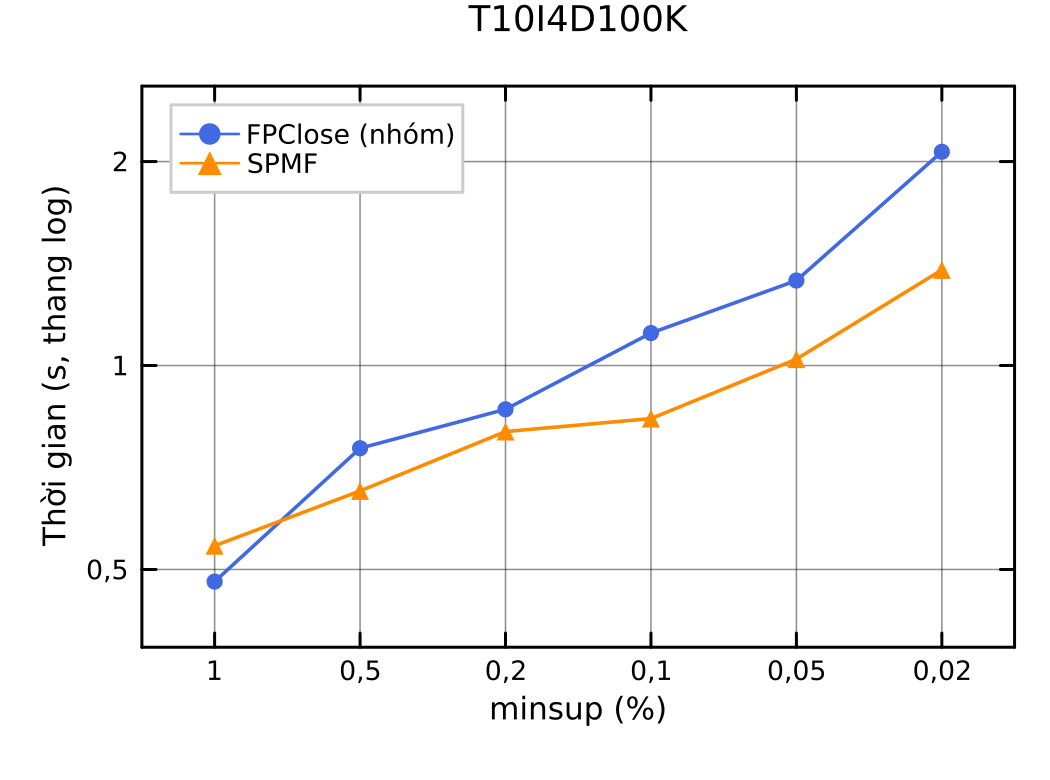 T10I4D100K
FPClose (nhóm)
SPMF
Thời gian (s, thang log)
2
1
0,5
1 0,5 0,2 0,1 0,05 0,02
minsup (%)